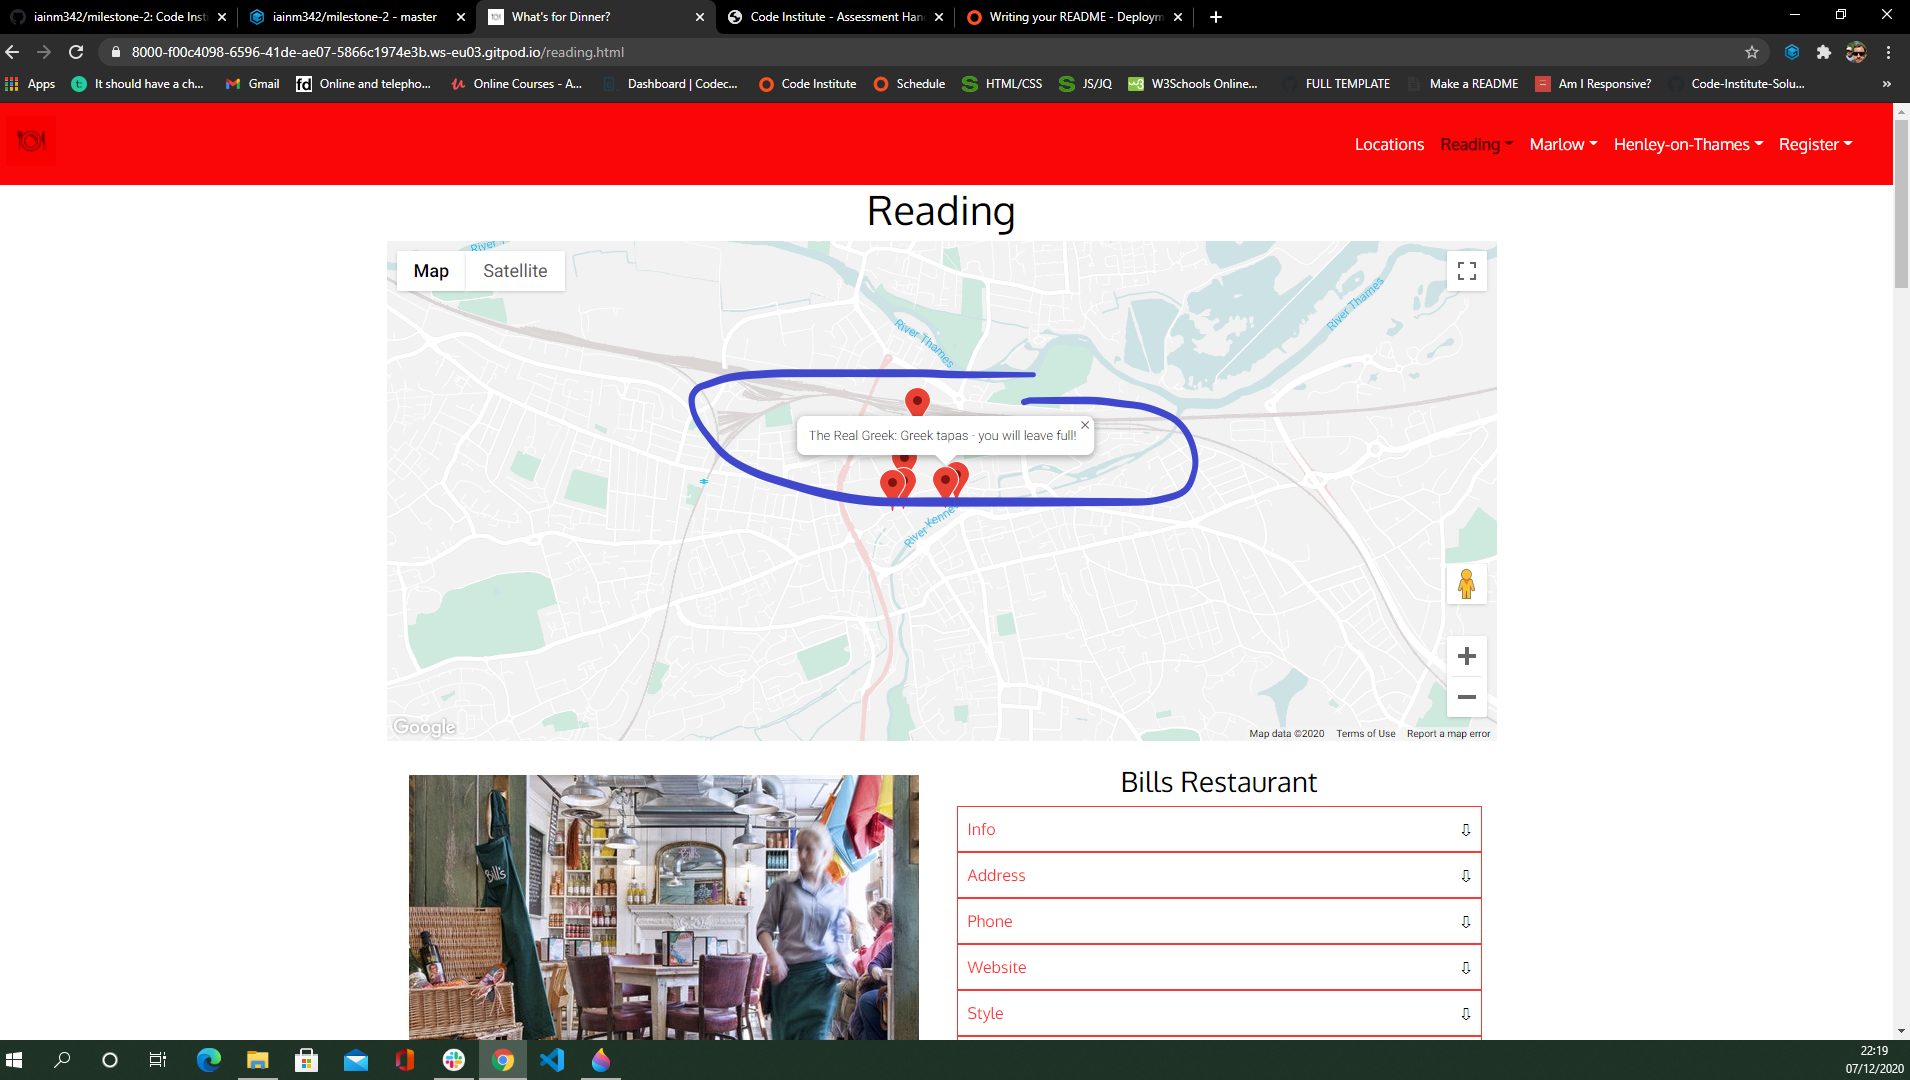 iainm342/milestone-2: Code Insti
iainm342/milestone-2 - master
What's for Dinner?
Code Institute - Assessment Han
Writing your README - Deploym
8000-f00c4098-6596-41de-ae07-5866c1974e3b.ws-eu03.gitpod.io/reading.html
Apps
It should have a ch...
Gmail
fd Online and telepho...
Online Courses - A...
Dashboard | Codec...
Code Institute
Schedule
HTML/CSS
JS/JQ
W3Schools Online...
FULL TEMPLATE
Make a README
Am I Responsive?
Code-Institute-Solu...
»
Locations
Reading
Marlow
Henley-on-Thames
Register
Reading
Map
Satellite
River Thames
River Thames
The Real Greek: Greek tapas - you will leave full!
River Kennet
Google
Map data ©2020
Terms of Use
Report a map error
Bills Restaurant
Info
Address
Phone
Website
Style
Bill's
22:19
07/12/2020